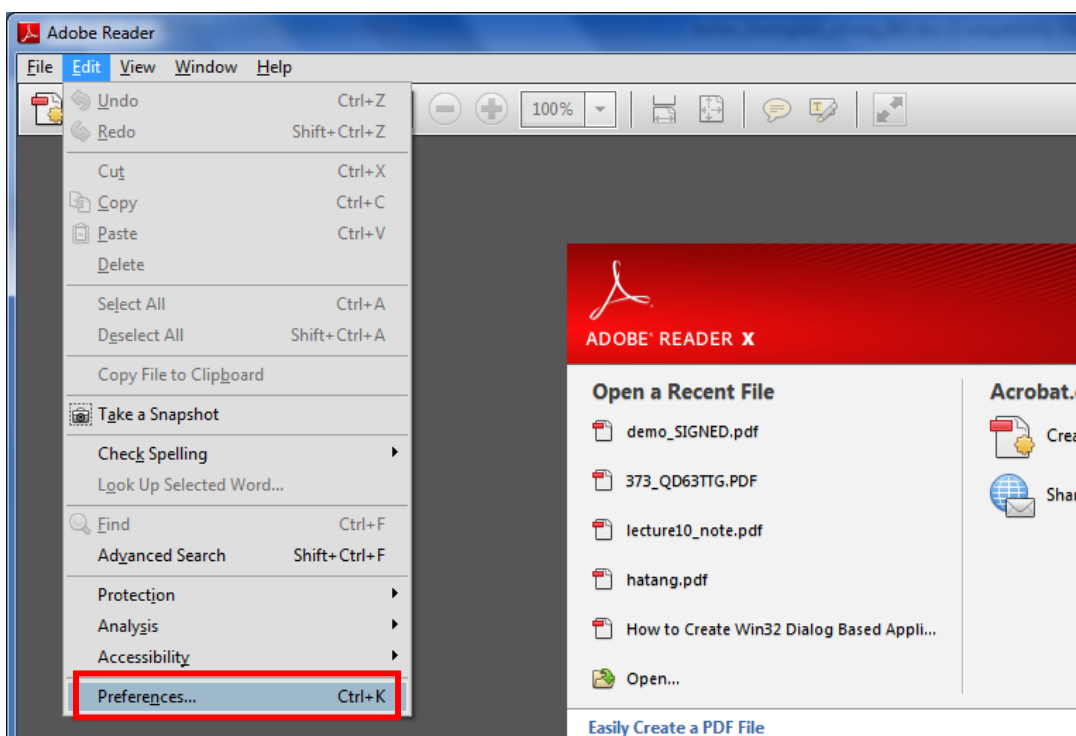 Adobe Reader
File Edit View Window Help
100%
Undo Ctrl+Z
Redo Shift+Ctrl+Z
Cut Ctrl+X
Copy Ctrl+C
Paste Ctrl+V
Delete
Select All Ctrl+A
Deselect All Shift+Ctrl+A
Copy File to Clipboard
Take a Snapshot
Check Spelling
Look Up Selected Word...
Find Ctrl+F
Advanced Search Shift+Ctrl+F
Protection
Analysis
Accessibility
Preferences... Ctrl+K
ADOBE® READER X
Open a Recent File
demo_SIGNED.pdf
373_QD63TTG.PDF
lecture10_note.pdf
hatang.pdf
How to Create Win32 Dialog Based Appli...
Open...
Acrobat.
Crea
Shar
Easily Create a PDF File